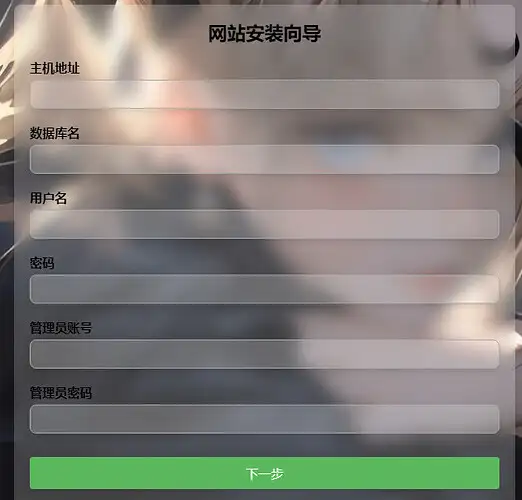 网站安装向导
主机地址
数据库名
用户名
密码
管理员账号
管理员密码
下一步